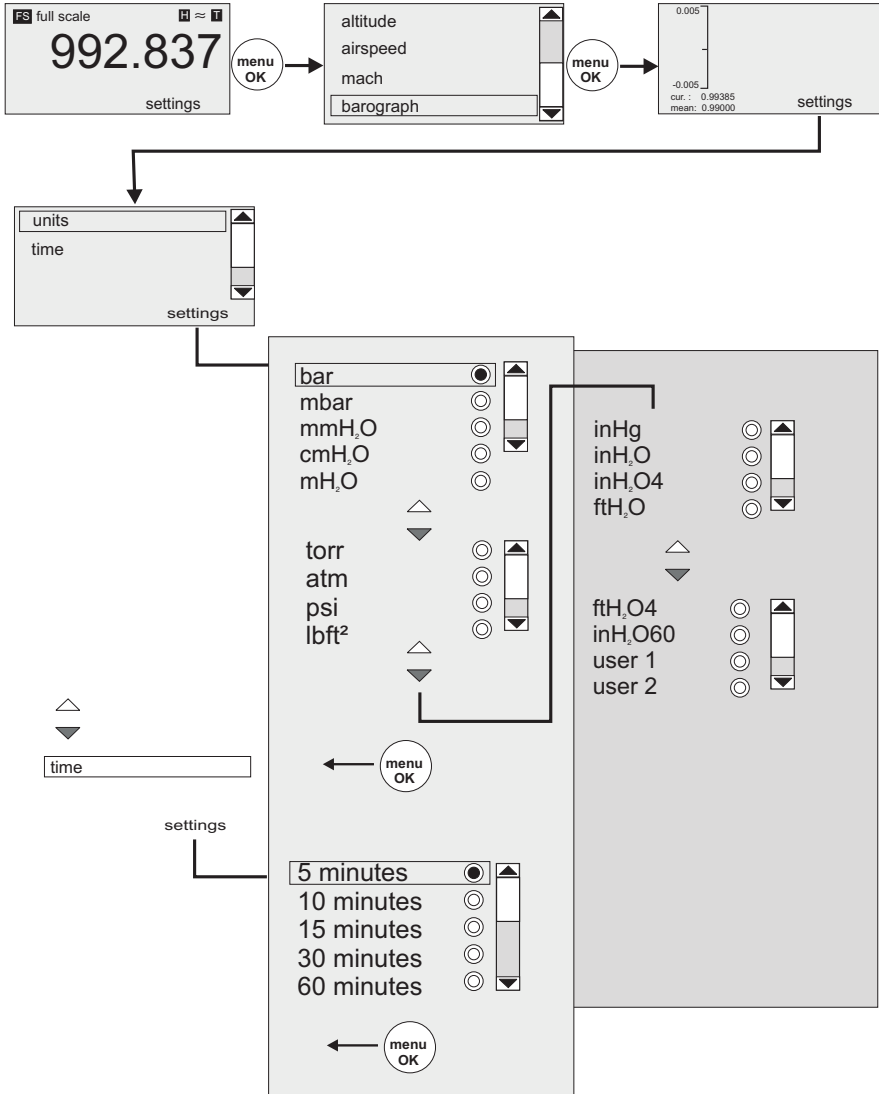 FS full scale H ≈ T
992.837
settings
menu
OK
altitude
airspeed
mach
barograph
menu
OK
0.005
-0.005
cur. : 0.99385
mean: 0.99000
settings
units
time
settings
bar
mbar
mmH₂O
cmH₂O
mH₂O
torr
atm
psi
lbft²
inHg
inH₂O
inH₂O4
ftH₂O
ftH₂O4
inH₂O60
user 1
user 2
menu
OK
time
settings
5 minutes
10 minutes
15 minutes
30 minutes
60 minutes
menu
OK